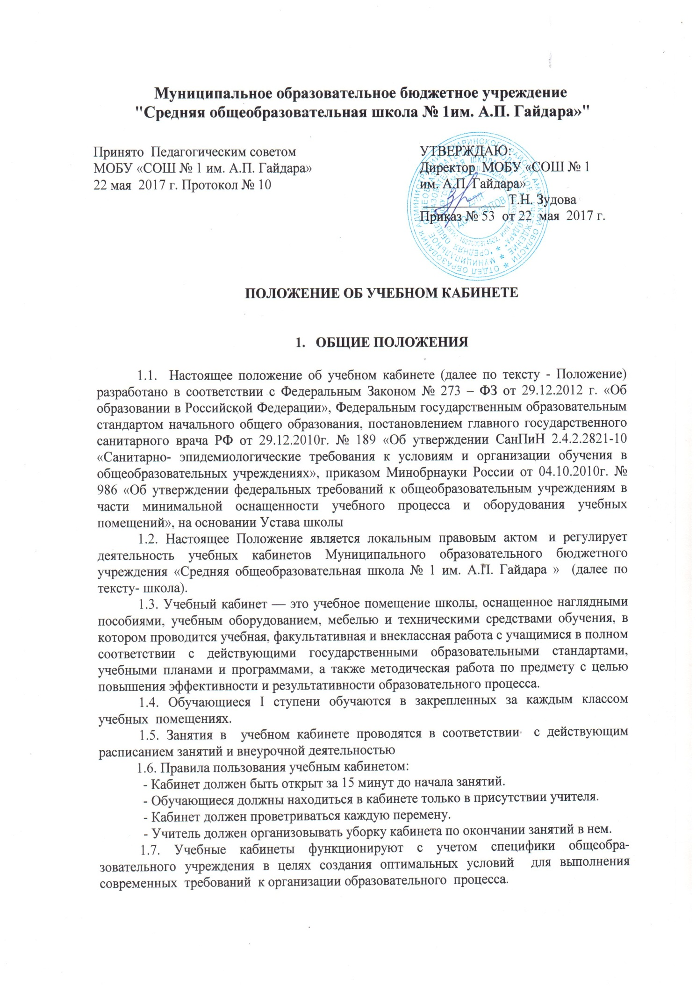 Муниципальное образовательное бюджетное учреждение
"Средняя общеобразовательная школа № 1им. А.П. Гайдара»"
Принято  Педагогическим советом
МОБУ «СОШ № 1 им. А.П. Гайдара»
22 мая  2017 г. Протокол № 10
УТВЕРЖДАЮ:
Директор  МОБУ «СОШ № 1
им. А.П. Гайдара»
____________ Т.Н. Зудова
Приказ № 53  от 22  мая  2017 г.
ДЛЯ
ДОКУМЕНТОВ
ПОЛОЖЕНИЕ ОБ УЧЕБНОМ КАБИНЕТЕ
1.   ОБЩИЕ ПОЛОЖЕНИЯ
1.1.  Настоящее положение об учебном кабинете (далее по тексту - Положение)
разработано в соответствии с Федеральным Законом № 273 – ФЗ от 29.12.2012 г. «Об
образовании в Российской Федерации», Федеральным государственным образовательным
стандартом начального общего образования, постановлением главного государственного
санитарного врача РФ от 29.12.2010г. № 189 «Об утверждении СанПиН 2.4.2.2821-10
«Санитарно- эпидемиологические требования к условиям и организации обучения в
общеобразовательных учреждениях», приказом Минобрнауки России от 04.10.2010г. №
986 «Об утверждении федеральных требований к общеобразовательным учреждениям в
части минимальной оснащенности учебного процесса и оборудования учебных
помещений», на основании Устава школы
1.2. Настоящее Положение является локальным правовым актом  и регулирует
деятельность учебных кабинетов Муниципального образовательного бюджетного
учреждения «Средняя общеобразовательная школа № 1 им. А.П. Гайдара »  (далее по
тексту- школа).
1.3. Учебный кабинет — это учебное помещение школы, оснащенное наглядными
пособиями, учебным оборудованием, мебелью и техническими средствами обучения, в
котором проводится учебная, факультативная и внеклассная работа с учащимися в полном
соответствии с действующими государственными образовательными стандартами,
учебными планами и программами, а также методическая работа по предмету с целью
повышения эффективности и результативности образовательного процесса.
1.4. Обучающиеся I ступени обучаются в закрепленных за каждым классом
учебных  помещениях.
1.5. Занятия в  учебном кабинете проводятся в соответствии  с действующим
расписанием занятий и внеурочной деятельностью
1.6. Правила пользования учебным кабинетом:
- Кабинет должен быть открыт за 15 минут до начала занятий.
- Обучающиеся должны находиться в кабинете только в присутствии учителя.
- Кабинет должен проветриваться каждую перемену.
- Учитель должен организовывать уборку кабинета по окончании занятий в нем.
1.7. Учебные кабинеты функционируют с учетом специфики общеобра-
зовательного учреждения в целях создания оптимальных условий  для выполнения
современных  требований  к организации образовательного  процесса.